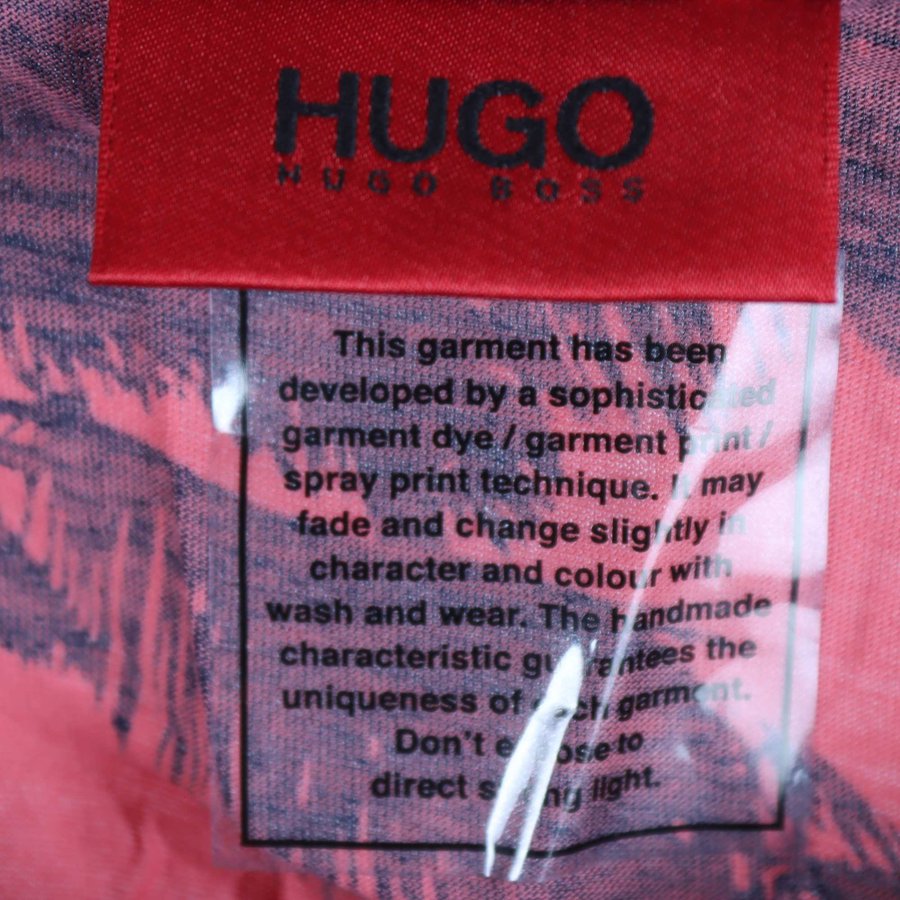 HUGO
HUGO BOSS
This garment has been
developed by a sophisticated
garment dye / garment print /
spray print technique. It may
fade and change slightly in
character and colour with
wash and wear. The handmade
characteristic guarantees the
uniqueness of each garment.
Don't expose to
direct strong light.